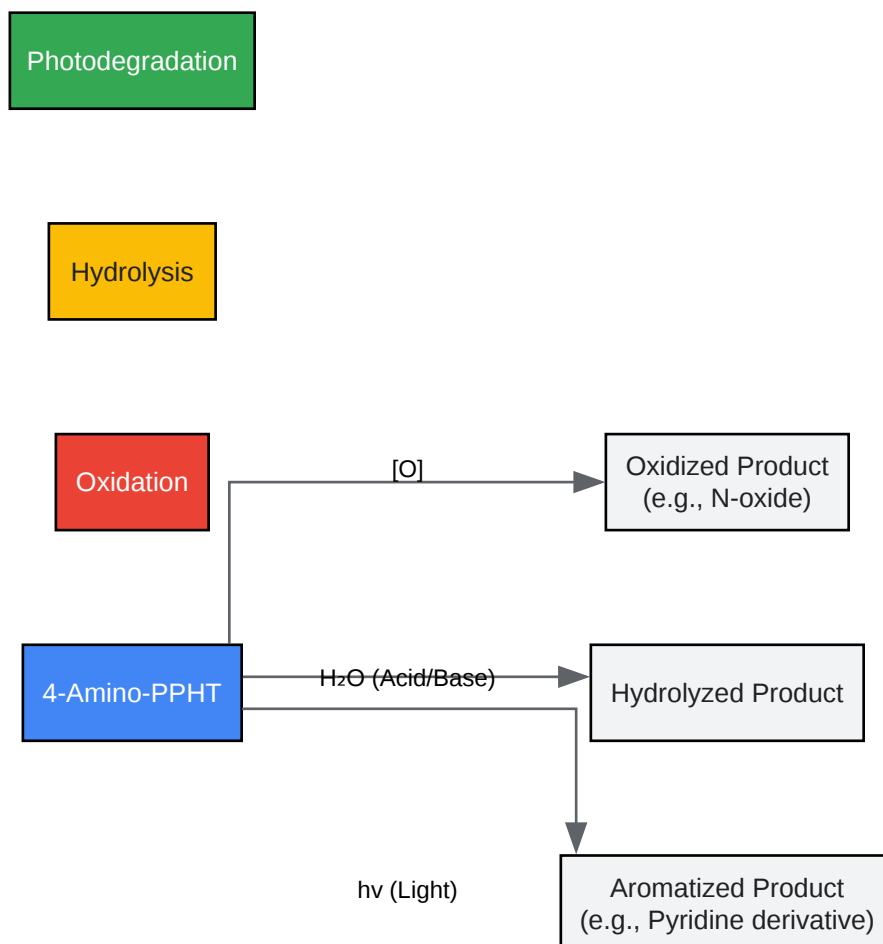 Photodegradation
Hydrolysis
Oxidation
[O]
Oxidized Product
(e.g., N-oxide)
4-Amino-PPHT
H₂O (Acid/Base)
Hydrolyzed Product
hv (Light)
Aromatized Product
(e.g., Pyridine derivative)